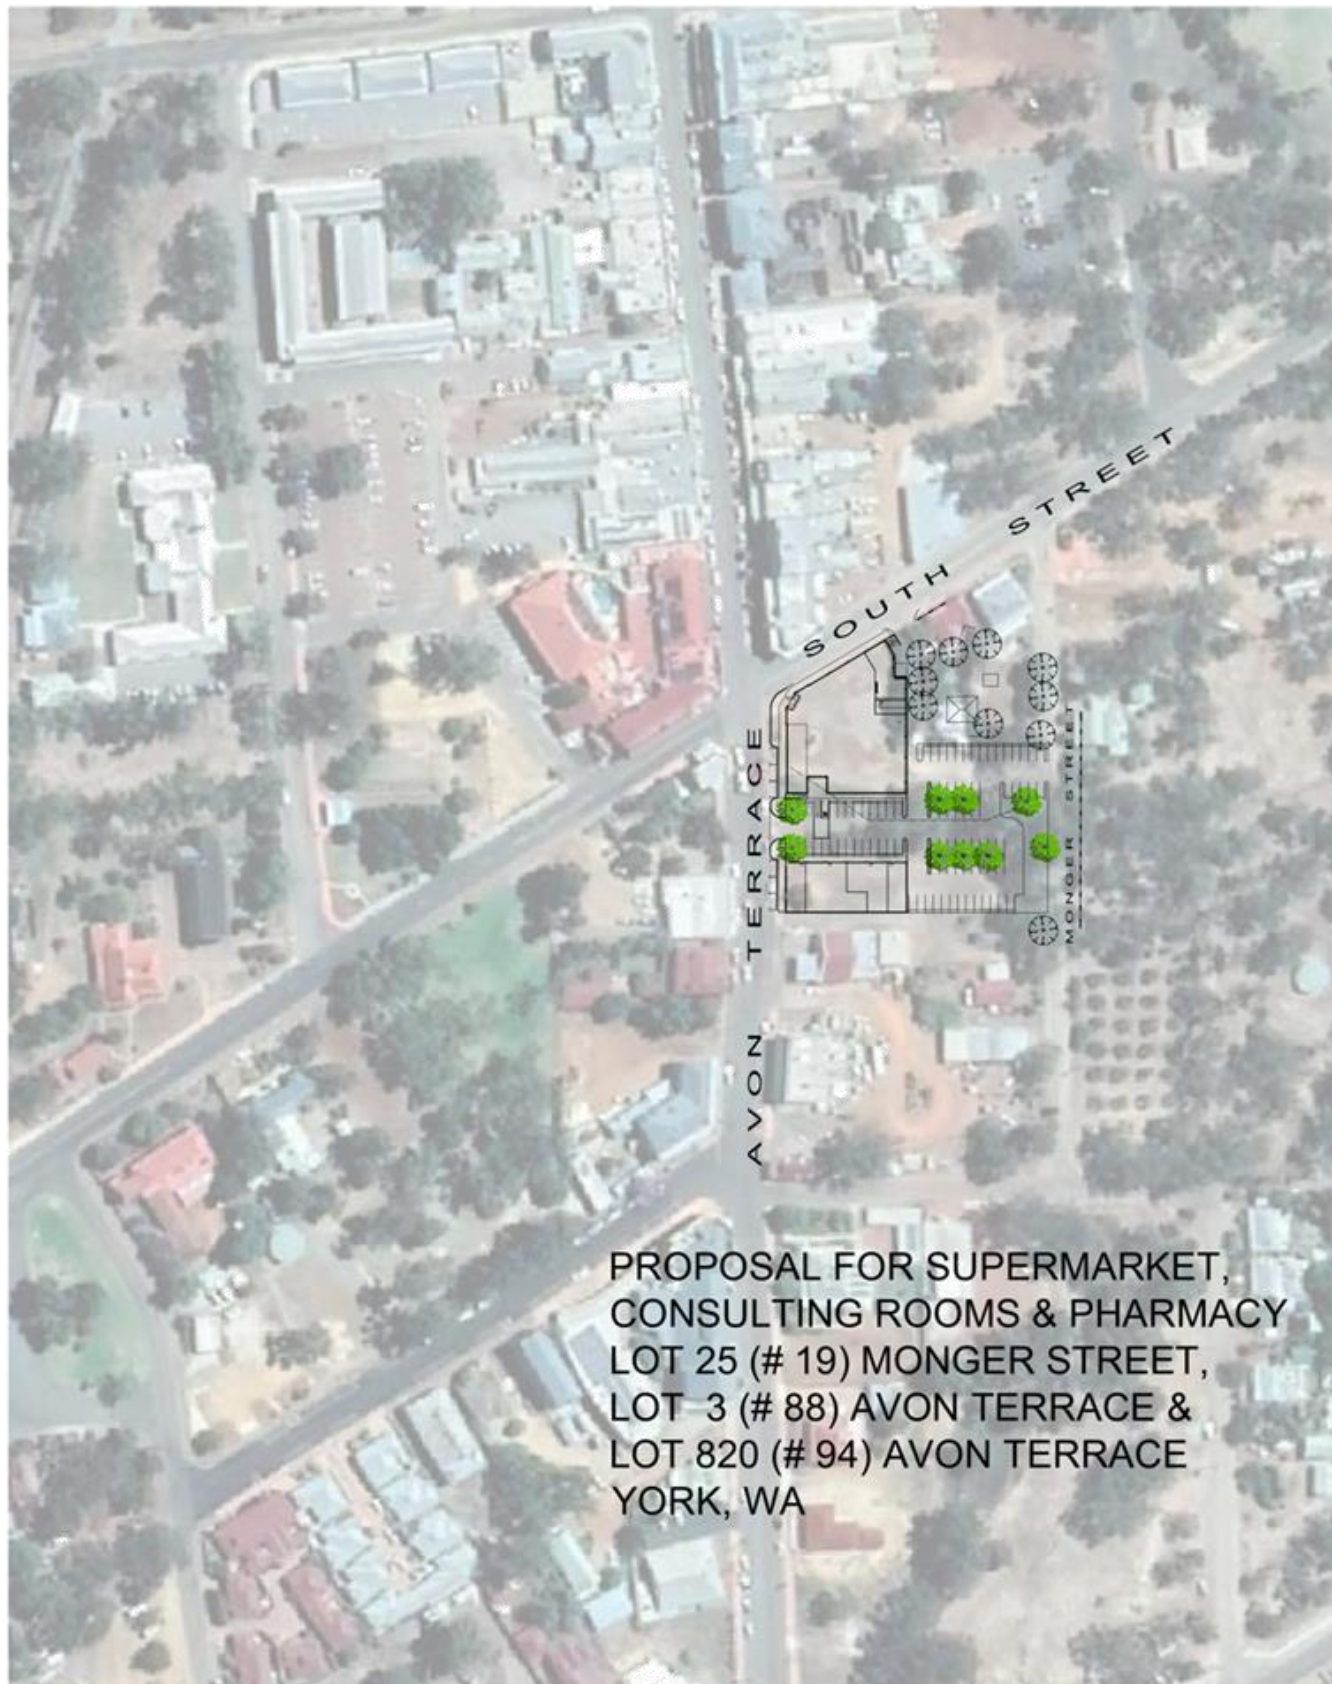 SOUTH STREET
AVON TERRACE
MONGER STREET
PROPOSAL FOR SUPERMARKET,
CONSULTING ROOMS & PHARMACY
LOT 25 (# 19) MONGER STREET,
LOT 3 (# 88) AVON TERRACE &
LOT 820 (# 94) AVON TERRACE
YORK, WA